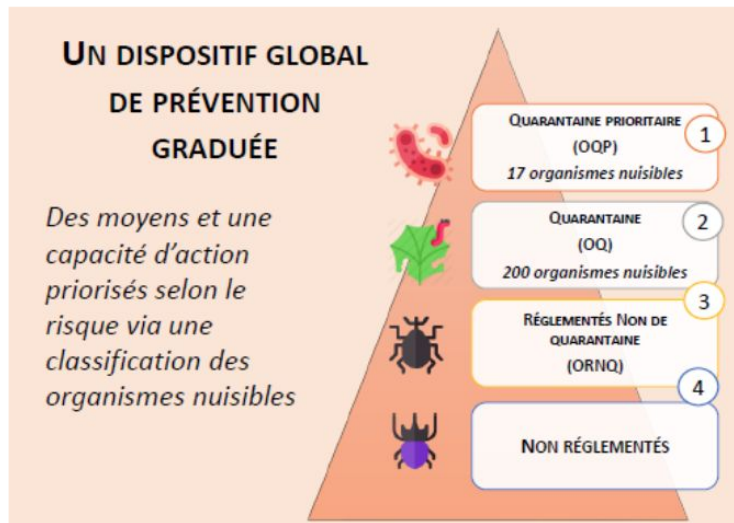 UN DISPOSITIF GLOBAL
DE PRÉVENTION
GRADUÉE
Des moyens et une
capacité d'action
priorisés selon le
risque via une
classification des
organismes nuisibles
QUARANTAINE PRIORITAIRE
(OQP)
17 organismes nuisibles
1
QUARANTAINE
(OQ)
200 organismes nuisibles
2
RÉGLEMENTÉS NON DE
QUARANTAINE
(ORNQ)
3
NON RÉGLEMENTÉS
4